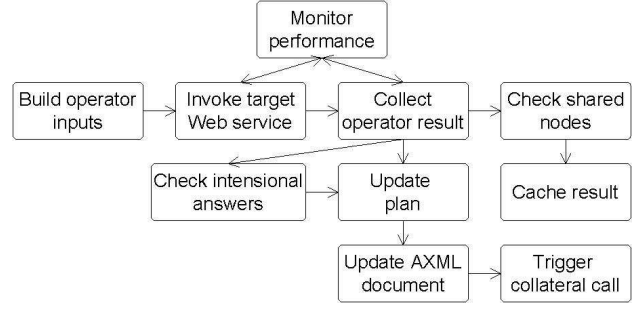 Monitor
performance
Build operator
inputs
Invoke target
Web service
Collect
operator result
Check shared
nodes
Check intensional
answers
Update
plan
Cache result
Update AXML
document
Trigger
collateral call